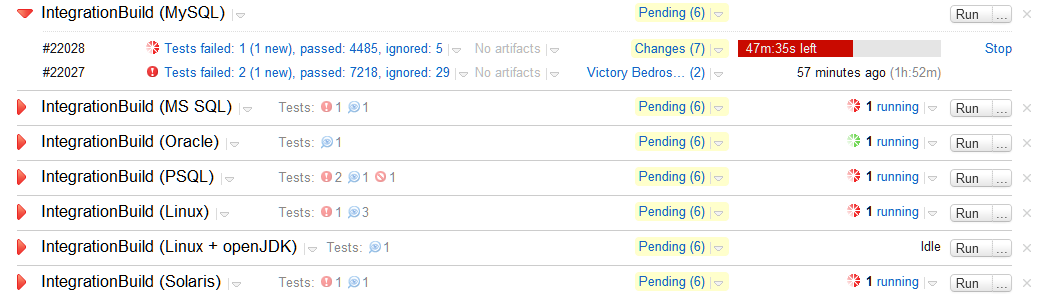 IntegrationBuild (MySQL) Pending (6) Run ...
#22028 Tests failed: 1 (1 new), passed: 4485, ignored: 5 No artifacts Changes (7) 47m:35s left Stop
#22027 Tests failed: 2 (1 new), passed: 7218, ignored: 29 No artifacts Victory Bedros... (2) 57 minutes ago (1h:52m)
IntegrationBuild (MS SQL) Tests: 1 1 Pending (6) 1 running Run ...
IntegrationBuild (Oracle) Tests: 1 Pending (6) 1 running Run ...
IntegrationBuild (PSQL) Tests: 2 1 1 Pending (6) 1 running Run ...
IntegrationBuild (Linux) Tests: 1 3 Pending (6) 1 running Run ...
IntegrationBuild (Linux + openJDK) Tests: 1 Pending (6) Idle Run ...
IntegrationBuild (Solaris) Tests: 1 1 Pending (6) 1 running Run ...